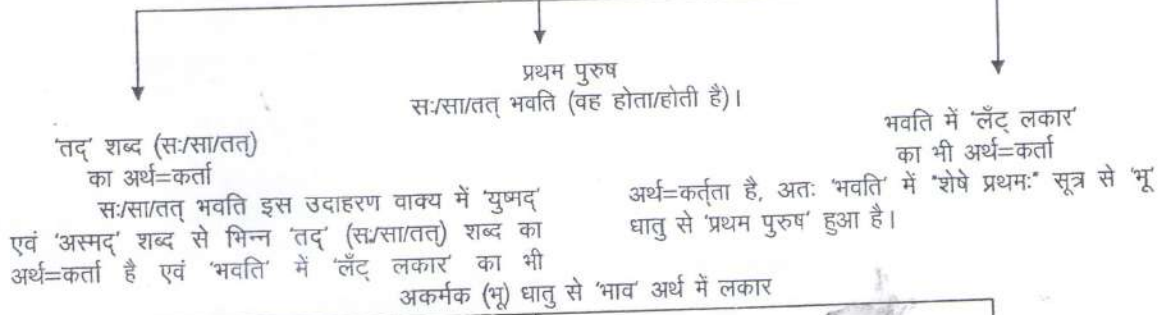 प्रथम पुरुष
सः/सा/तत् भवति (वह होता/होती है)।
'तद्' शब्द (सः/सा/तत्)
का अर्थ=कर्ता
भवति में 'लँट् लकार'
का भी अर्थ=कर्ता
सः/सा/तत् भवति इस उदाहरण वाक्य में 'युष्मद्'
एवं 'अस्मद्' शब्द से भिन्न 'तद्' (सः/सा/तत्) शब्द का
अर्थ=कर्ता है एवं 'भवति' में 'लँट् लकार' का भी
अर्थ=कर्तृता है, अतः 'भवति' में "शेषे प्रथमः" सूत्र से 'भू'
धातु से 'प्रथम पुरुष' हुआ है।
अकर्मक (भू) धातु से 'भाव' अर्थ में लकार